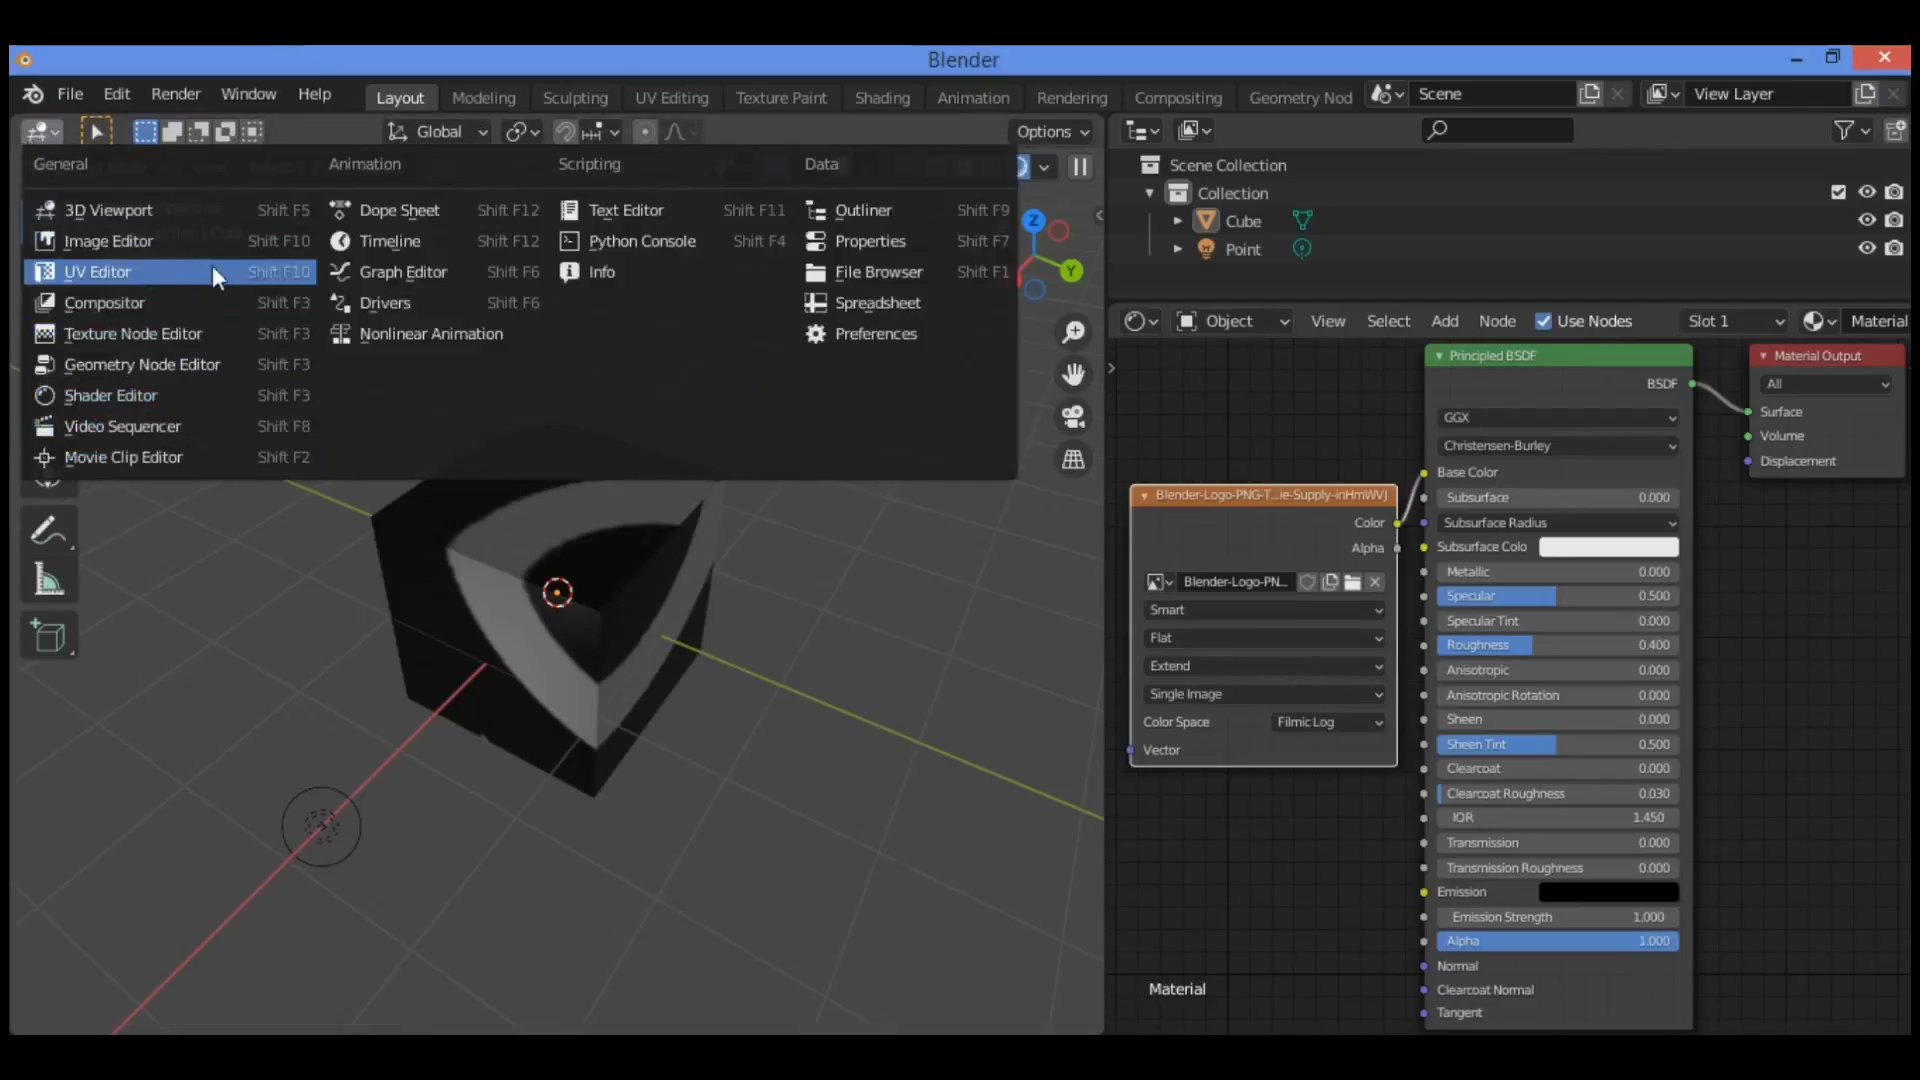 Blender
File Edit Render Window Help Layout Modeling Sculpting UV Editing Texture Paint Shading Animation Rendering Compositing Geometry Nod Scene View Layer
Global Options
General Animation Scripting Data
3D Viewport Shift F5 Dope Sheet Shift F12 Text Editor Shift F11 Outliner Shift F9
Image Editor Shift F10 Timeline Shift F12 Python Console Shift F4 Properties Shift F7
UV Editor Shift F10 Graph Editor Shift F6 Info File Browser Shift F1
Compositor Shift F3 Drivers Shift F6 Spreadsheet
Texture Node Editor Shift F3 Nonlinear Animation Preferences
Geometry Node Editor Shift F3
Shader Editor Shift F3
Video Sequencer Shift F8
Movie Clip Editor Shift F2
Z
Y
Scene Collection
Collection
Cube
Point
Object View Select Add Node Use Nodes Slot 1 Material
Blender-Logo-PNG-T...ie-Supply-inHmWVJ
Color
Alpha
Blender-Logo-PN...
Smart
Flat
Extend
Single Image
Color Space Filmic Log
Vector
Principled BSDF
BSDF
GGX
Christensen-Burley
Base Color
Subsurface 0.000
Subsurface Radius
Subsurface Colo
Metallic 0.000
Specular 0.500
Specular Tint 0.000
Roughness 0.400
Anisotropic 0.000
Anisotropic Rotation 0.000
Sheen 0.000
Sheen Tint 0.500
Clearcoat 0.000
Clearcoat Roughness 0.030
IOR 1.450
Transmission 0.000
Transmission Roughness 0.000
Emission
Emission Strength 1.000
Alpha 1.000
Normal
Clearcoat Normal
Tangent
Material Output
All
Surface
Volume
Displacement
Material